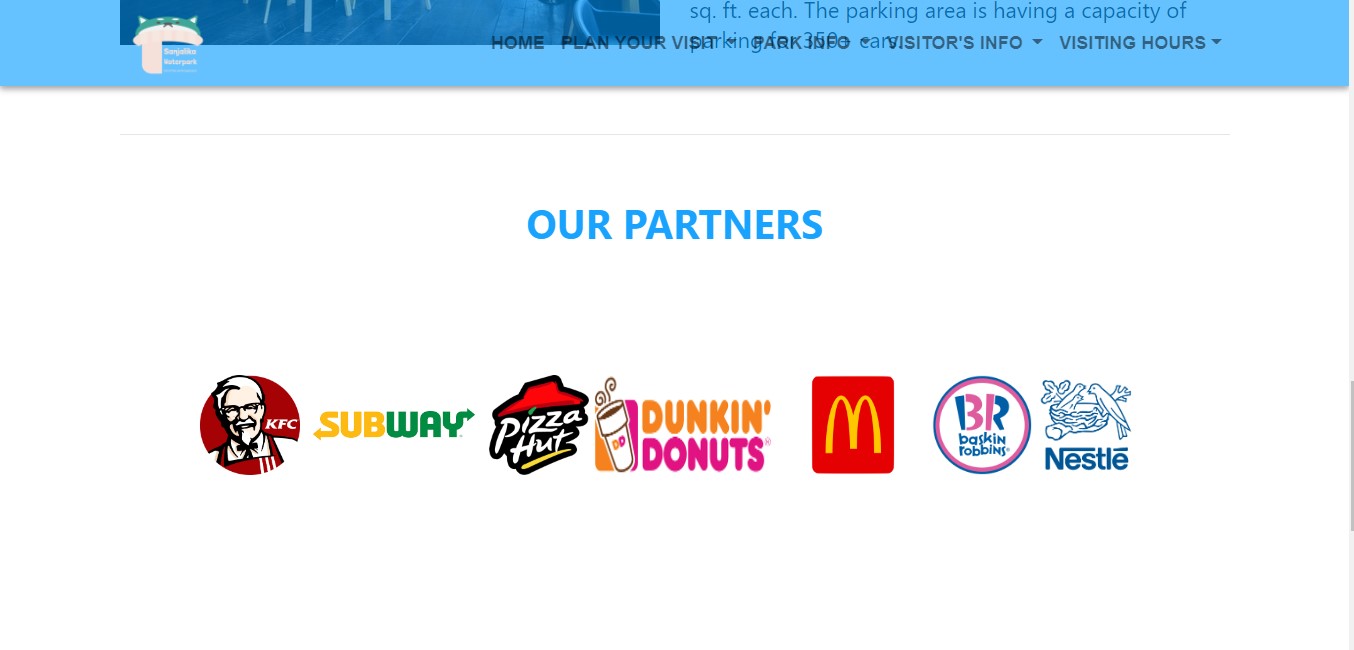 sq. ft. each. The parking area is having a capacity of
parking for 350+ cars.
Sanjalika
Waterpark
HOME PLAN YOUR VISIT PARK INFO VISITOR'S INFO VISITING HOURS
OUR PARTNERS
KFC
SUBWAY
Pizza
Hut
DUNKIN'
DONUTS
DD
BR
baskin
robbins
Nestlé